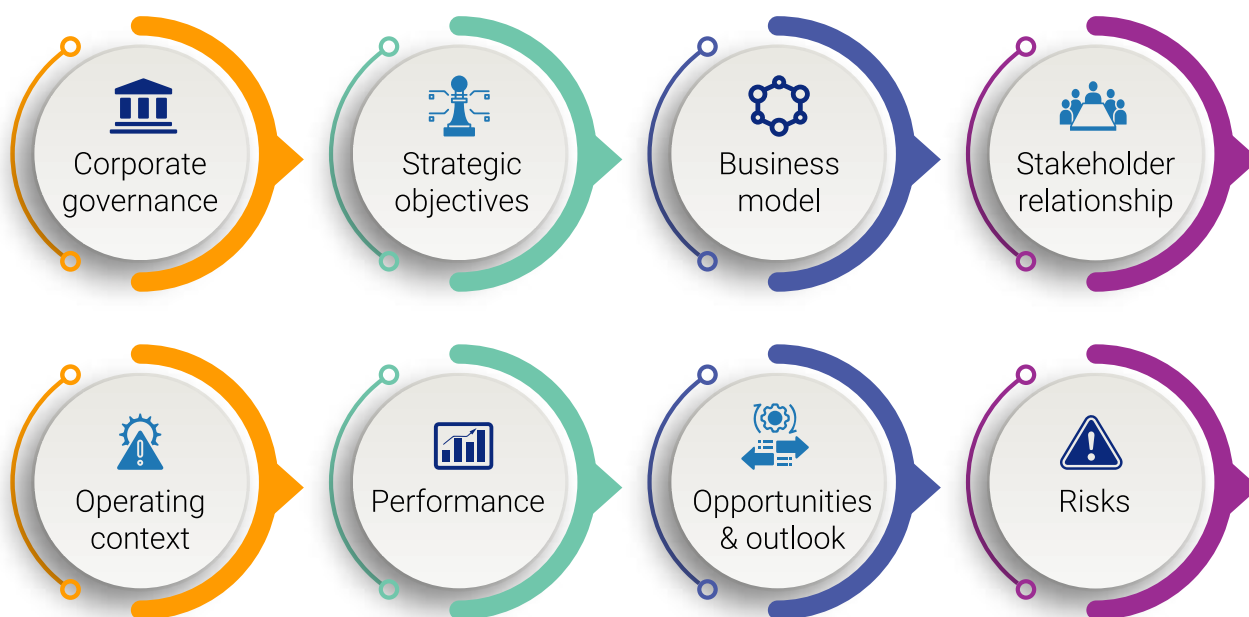 Corporate
governance
Strategic
objectives
Business
model
Stakeholder
relationship
Operating
context
Performance
Opportunities
& outlook
Risks